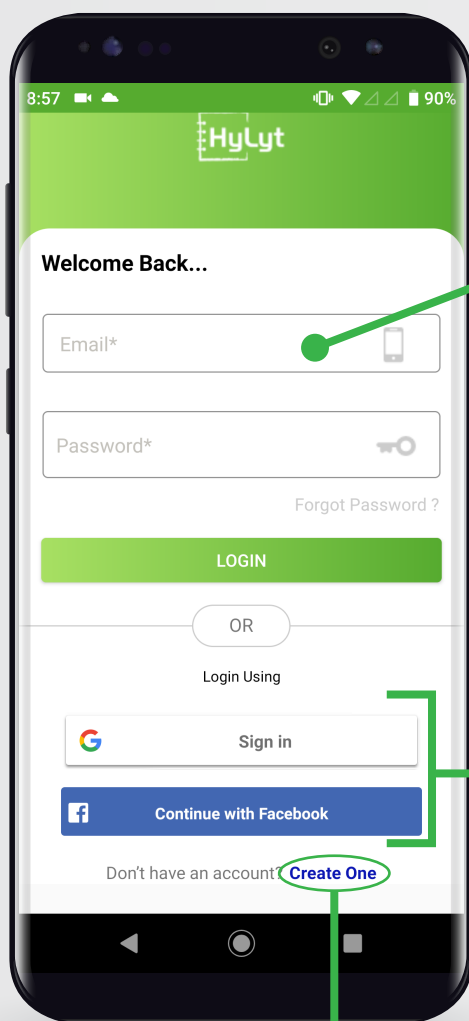 8:57 90%
HyLyt
Welcome Back...
Email*
Password*
Forgot Password ?
LOGIN
OR
Login Using
G Sign in
f Continue with Facebook
Don't have an account? Create One